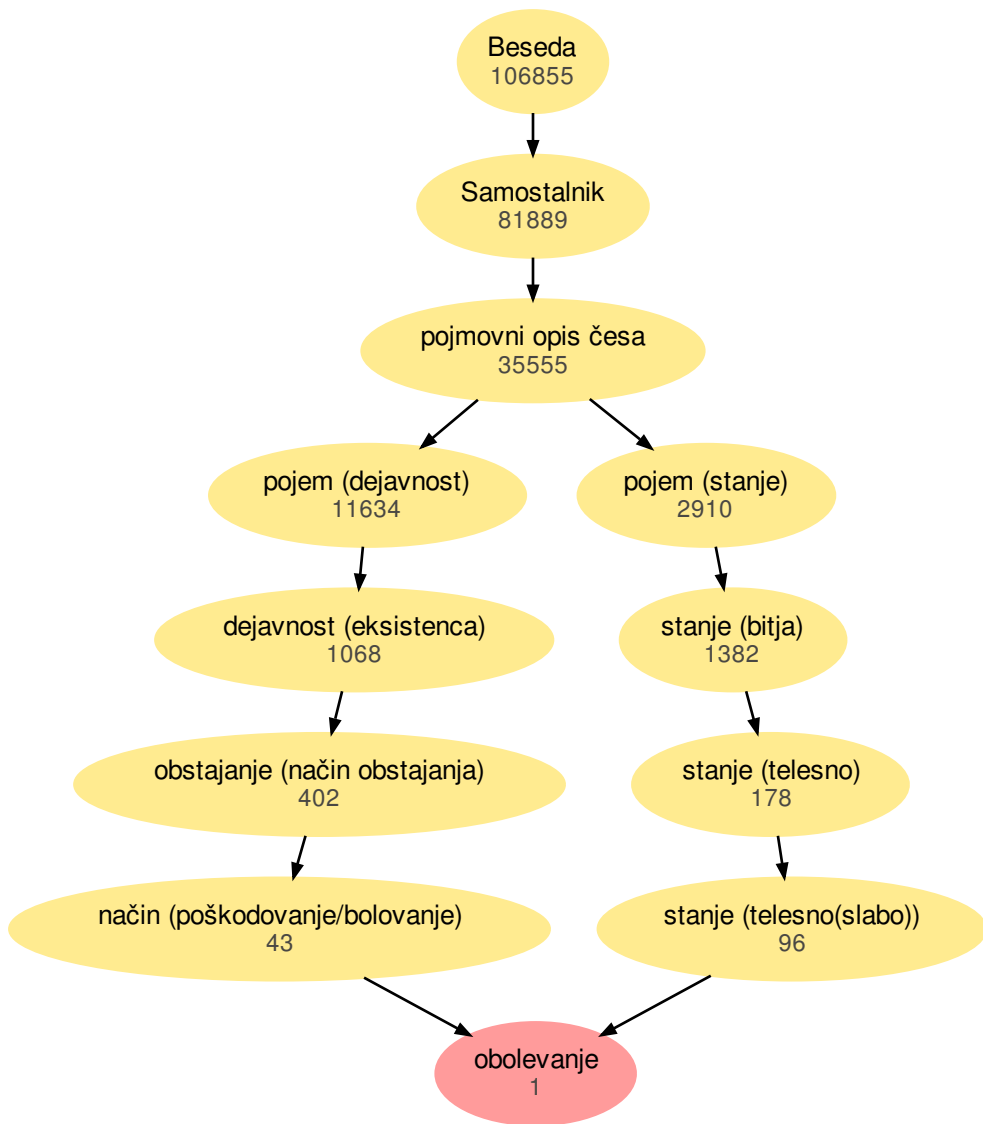 Beseda
106855
Samostalnik
81889
pojmovni opis česa
35555
pojem (dejavnost)
11634
pojem (stanje)
2910
dejavnost (eksistenca)
1068
stanje (bitja)
1382
obstajanje (način obstajanja)
402
stanje (telesno)
178
način (poškodovanje/bolovanje)
43
stanje (telesno(slabo))
96
obolevanje
1